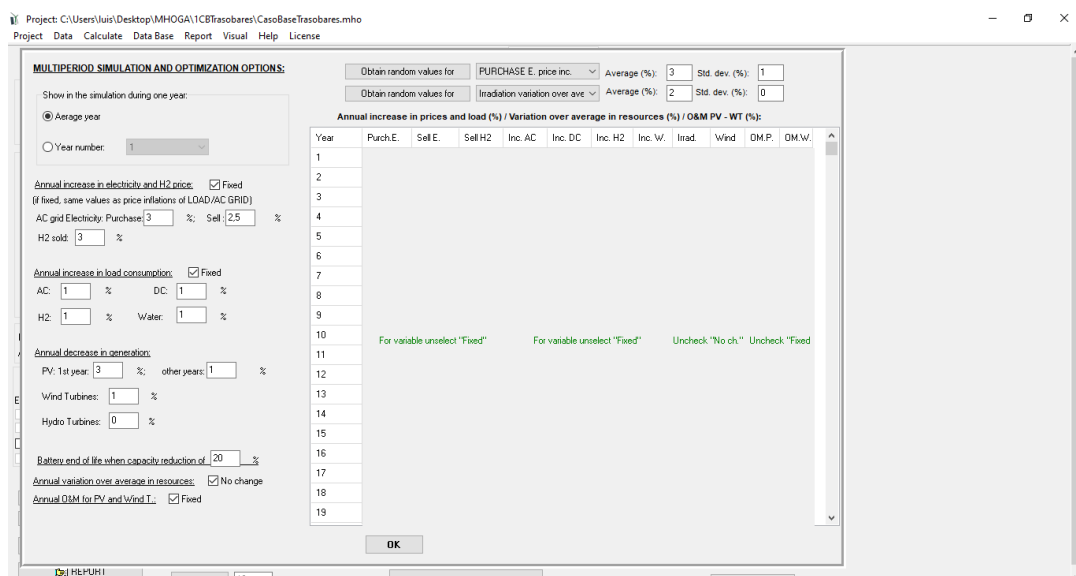 Project: C:\Users\luis\Desktop\MHOGA\1CBTrasobares\CasoBaseTrasobares.mho
Project Data Calculate Data Base Report Visual Help License
MULTIPERIOD SIMULATION AND OPTIMIZATION OPTIONS:
Show in the simulation during one year:
Aerage year
Year number: 1
Annual increase in electricity and H2 price: Fixed
(if fixed, same values as price inflations of LOAD/AC GRID)
AC grid Electricity: Purchase: 3 %; Sell : 2,5 %
H2 sold: 3 %
Annual increase in load consumption: Fixed
AC: 1 % DC: 1 %
H2: 1 % Water: 1 %
Annual decrease in generation:
PV: 1st year: 3 %; other years: 1 %
Wind Turbines: 1 %
Hydro Turbines: 0 %
Battery end of life when capacity reduction of 20 %
Annual variation over average in resources: No change
Annual O&M for PV and Wind T.: Fixed
Obtain random values for PURCHASE E. price inc. Average (%): 3 Std. dev. (%): 1
Obtain random values for Irradiation variation over ave Average (%): 2 Std. dev. (%): 0
Annual increase in prices and load (%) / Variation over average in resources (%) / O&M PV - WT (%):
Year Purch.E. Sell E. Sell H2 Inc. AC Inc. DC Inc. H2 Inc. W. Irrad. Wind OM.P. OM.W.
1
2
3
4
5
6
7
8
9
10
For variable unselect "Fixed" For variable unselect "Fixed" Uncheck "No ch." Uncheck "Fixed
11
12
13
14
15
16
17
18
19
OK
REPORT